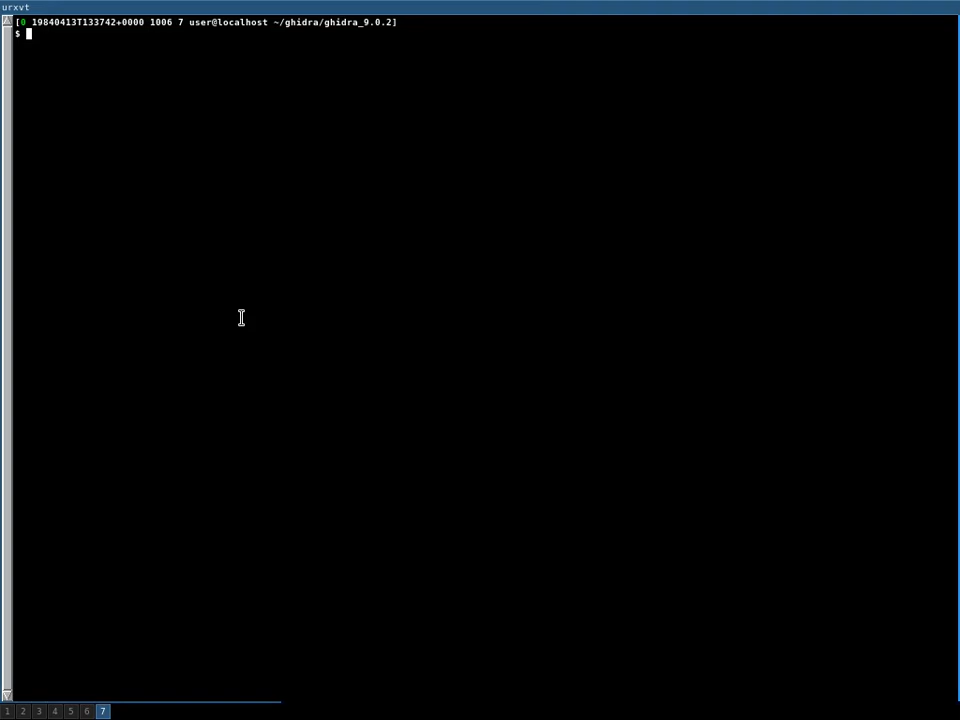 urxvt
[0 19840413T133742+0000 1006 7 user@localhost ~/ghidra/ghidra_9.0.2]
$
1 2 3 4 5 6 7